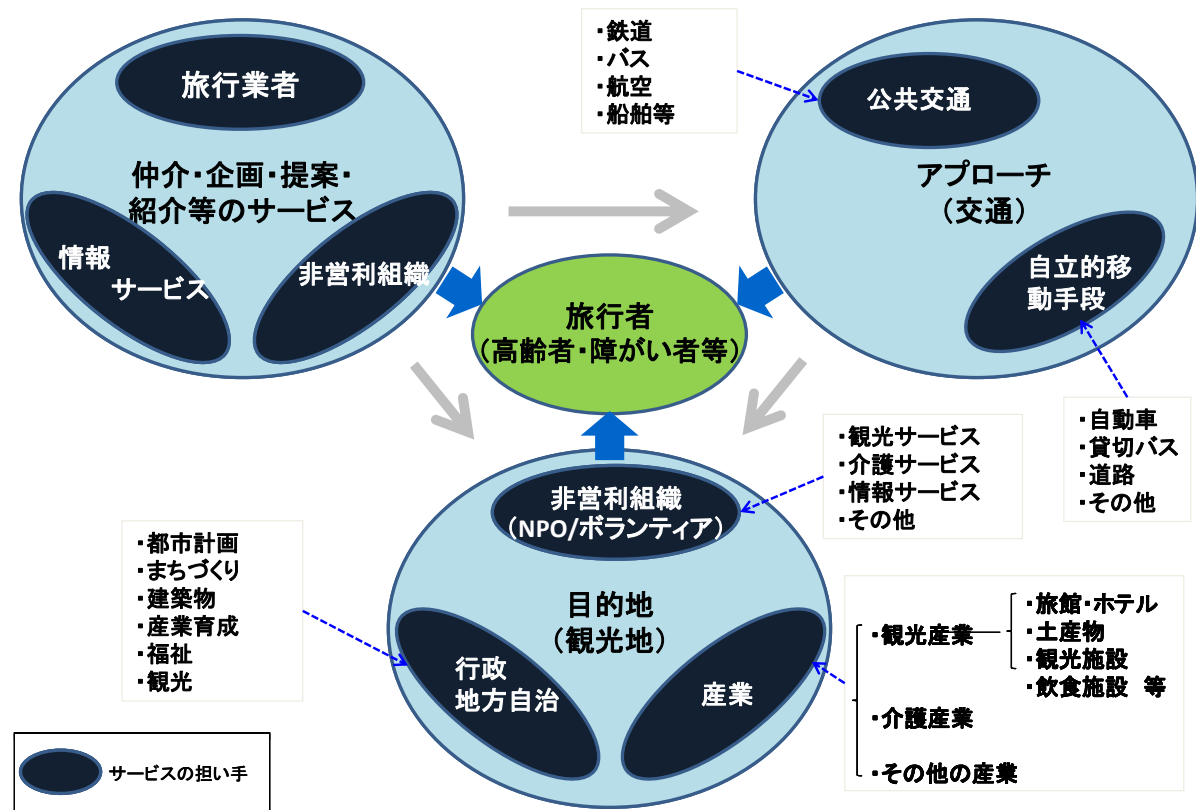 旅行業者
仲介・企画・提案・
紹介等のサービス
情報
サービス
非営利組織
・鉄道
・バス
・航空
・船舶等
公共交通
アプローチ
（交通）
自立的移
動手段
旅行者
（高齢者・障がい者等）
・自動車
・貸切バス
・道路
・その他
・観光サービス
・介護サービス
・情報サービス
・その他
非営利組織
（NPO/ボランティア）
目的地
（観光地）
行政
地方自治
産業
・都市計画
・まちづくり
・建築物
・産業育成
・福祉
・観光
・観光産業
・旅館・ホテル
・土産物
・観光施設
・飲食施設　等
・介護産業
・その他の産業
サービスの担い手